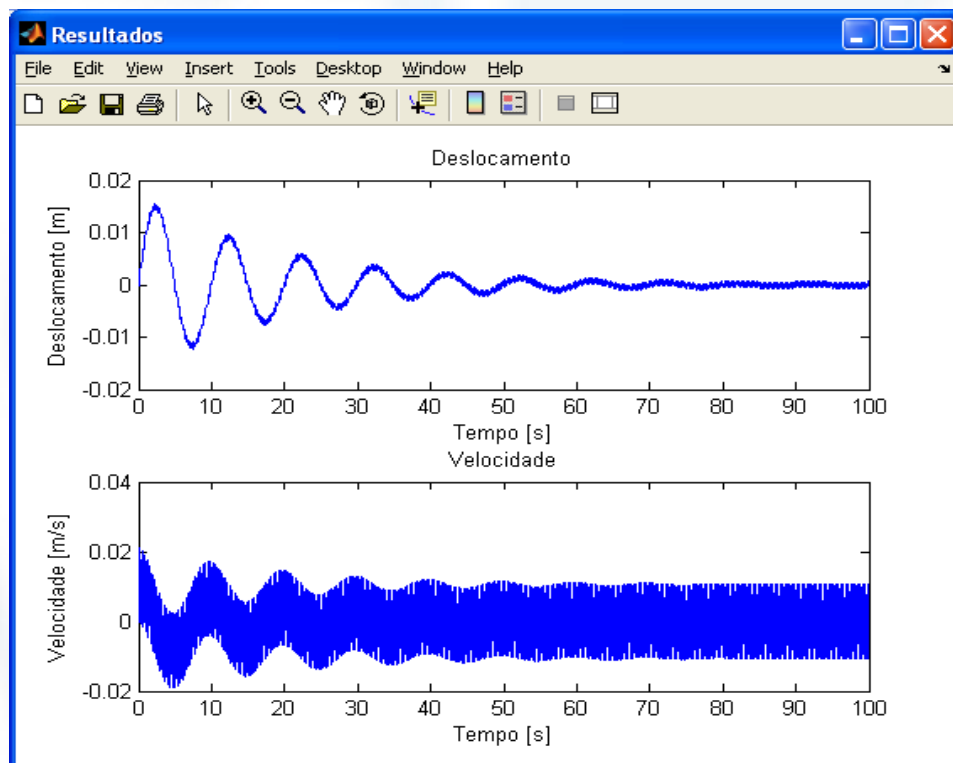 Resultados
File Edit View Insert Tools Desktop Window Help
Deslocamento
Deslocamento [m]
0.02
0.01
0
-0.01
-0.02
0 10 20 30 40 50 60 70 80 90 100
Tempo [s]
Velocidade
Velocidade [m/s]
0.04
0.02
0
-0.02
0 10 20 30 40 50 60 70 80 90 100
Tempo [s]